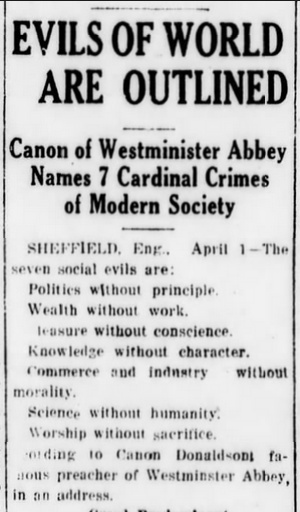 EVILS OF WORLD
ARE OUTLINED
Canon of Westminister Abbey
Names 7 Cardinal Crimes
of Modern Society
SHEFFIELD, Eng., April 1—The
seven social evils are:
Politics without principle.
Wealth without work.
leasure without conscience.
Knowledge without character.
Commerce and industry without
morality.
Science without humanity.
Worship without sacrifice.
ording to Canon Donaldsont fa-
aous preacher of Westminster Abbey,
in an address.